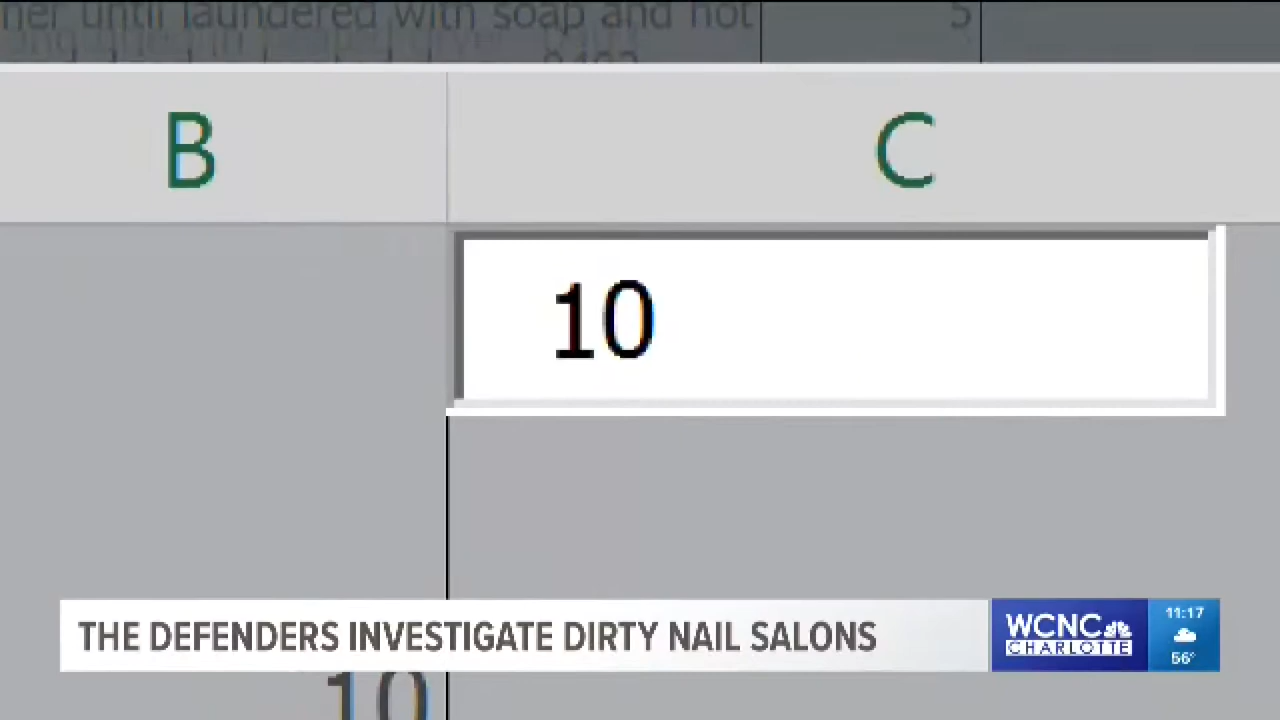 her until laundered with soap and hot 5
B C
10
THE DEFENDERS INVESTIGATE DIRTY NAIL SALONS
WCNC
CHARLOTTE
11:17
56°
10